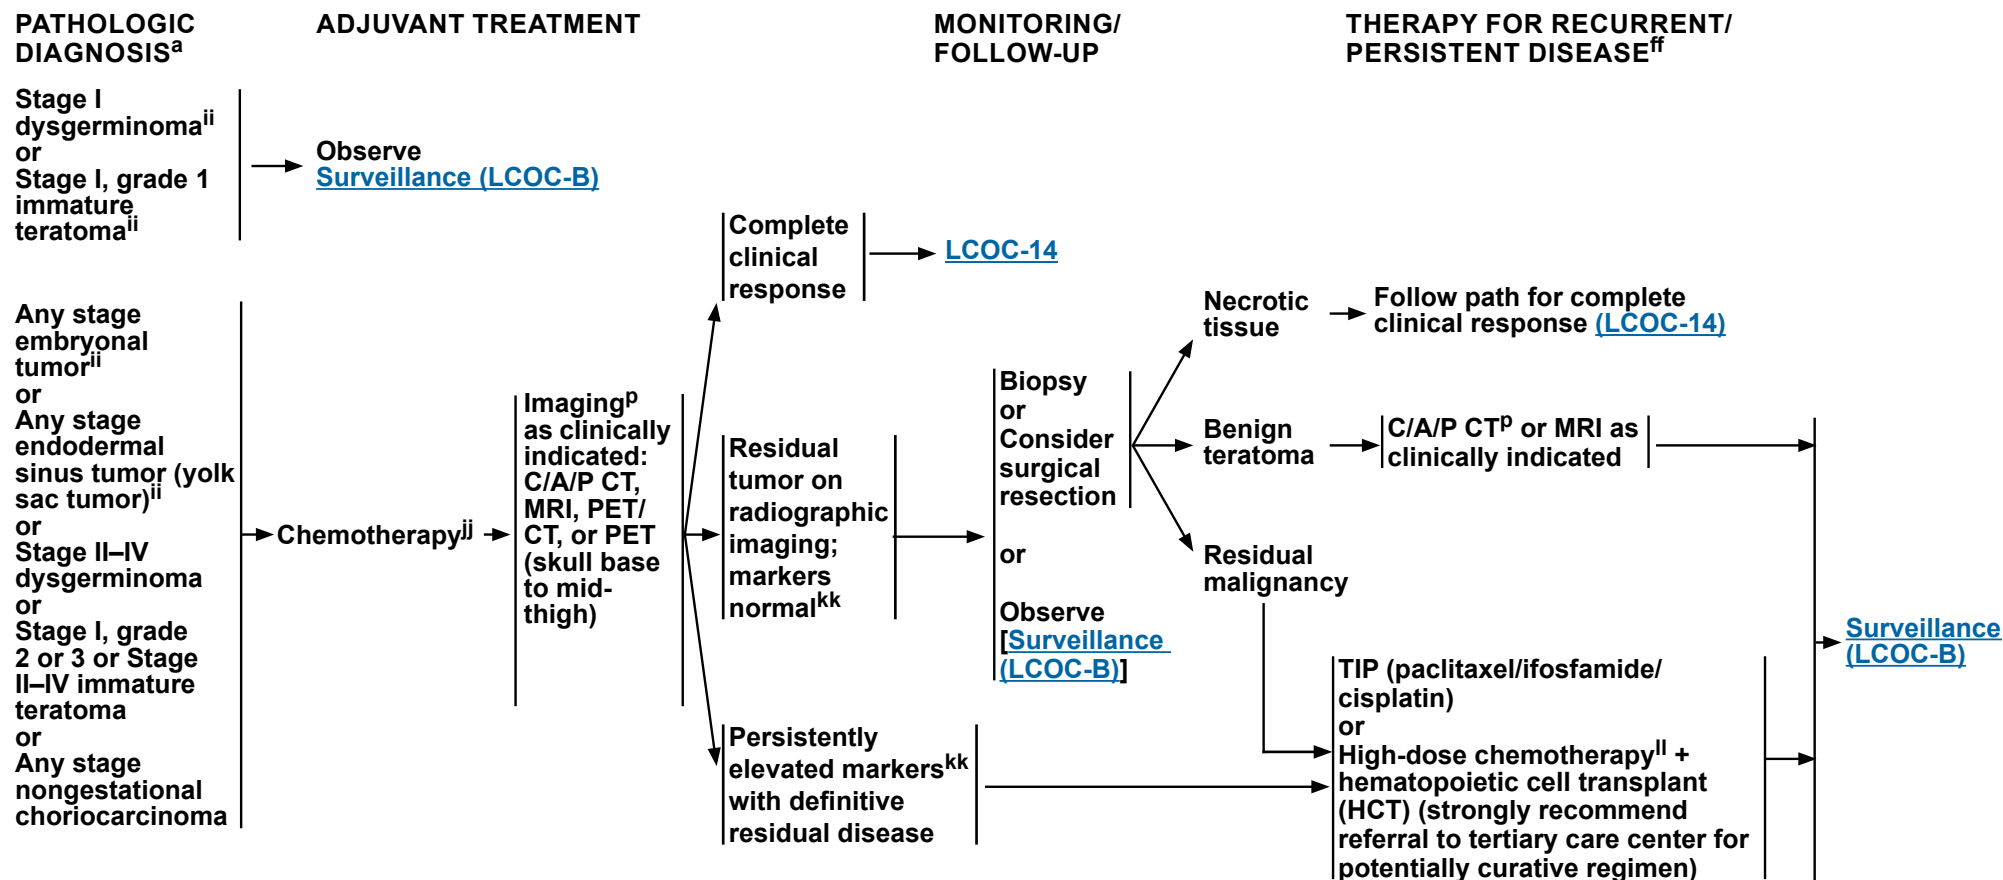 PATHOLOGIC
DIAGNOSISa
ADJUVANT TREATMENT
MONITORING/
FOLLOW-UP
THERAPY FOR RECURRENT/
PERSISTENT DISEASEff
Stage I
dysgerminomaii
or
Stage I, grade 1
immature
teratomaii
Observe
Surveillance (LCOC-B)
Any stage
embryonal
tumorii
or
Any stage
endodermal
sinus tumor (yolk
sac tumor)ii
or
Stage II–IV
dysgerminoma
or
Stage I, grade
2 or 3 or Stage
II–IV immature
teratoma
or
Any stage
nongestational
choriocarcinoma
Chemotherapyjj
Imagingp
as clinically
indicated:
C/A/P CT,
MRI, PET/
CT, or PET
(skull base
to mid-
thigh)
Complete
clinical
response
LCOC-14
Residual
tumor on
radiographic
imaging;
markers
normalkk
Persistently
elevated markerskk
with definitive
residual disease
Biopsy
or
Consider
surgical
resection
or
Observe
[Surveillance
(LCOC-B)]
Necrotic
tissue
Follow path for complete
clinical response (LCOC-14)
Benign
teratoma
C/A/P CTp or MRI as
clinically indicated
Residual
malignancy
TIP (paclitaxel/ifosfamide/
cisplatin)
or
High-dose chemotherapyll +
hematopoietic cell transplant
(HCT) (strongly recommend
referral to tertiary care center for
potentially curative regimen)
Surveillance
(LCOC-B)